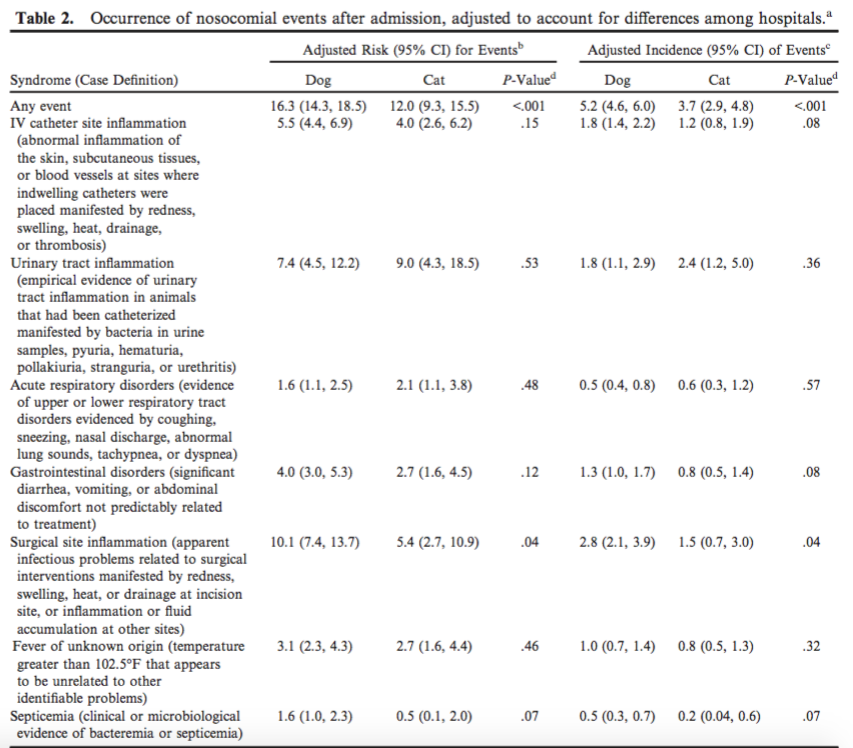 Table 2. Occurrence of nosocomial events after admission, adjusted to account for differences among hospitals.a
Adjusted Risk (95% CI) for Eventsb Adjusted Incidence (95% CI) of Eventsc
Syndrome (Case Definition) Dog Cat P-Valued Dog Cat P-Valued
Any event 16.3 (14.3, 18.5) 12.0 (9.3, 15.5) <.001 5.2 (4.6, 6.0) 3.7 (2.9, 4.8) <.001
IV catheter site inflammation 5.5 (4.4, 6.9) 4.0 (2.6, 6.2) .15 1.8 (1.4, 2.2) 1.2 (0.8, 1.9) .08
(abnormal inflammation of
the skin, subcutaneous tissues,
or blood vessels at sites where
indwelling catheters were
placed manifested by redness,
swelling, heat, drainage,
or thrombosis)
Urinary tract inflammation 7.4 (4.5, 12.2) 9.0 (4.3, 18.5) .53 1.8 (1.1, 2.9) 2.4 (1.2, 5.0) .36
(empirical evidence of urinary
tract inflammation in animals
that had been catheterized
manifested by bacteria in urine
samples, pyuria, hematuria,
pollakiuria, stranguria, or urethritis)
Acute respiratory disorders (evidence 1.6 (1.1, 2.5) 2.1 (1.1, 3.8) .48 0.5 (0.4, 0.8) 0.6 (0.3, 1.2) .57
of upper or lower respiratory tract
disorders evidenced by coughing,
sneezing, nasal discharge, abnormal
lung sounds, tachypnea, or dyspnea)
Gastrointestinal disorders (significant 4.0 (3.0, 5.3) 2.7 (1.6, 4.5) .12 1.3 (1.0, 1.7) 0.8 (0.5, 1.4) .08
diarrhea, vomiting, or abdominal
discomfort not predictably related
to treatment)
Surgical site inflammation (apparent 10.1 (7.4, 13.7) 5.4 (2.7, 10.9) .04 2.8 (2.1, 3.9) 1.5 (0.7, 3.0) .04
infectious problems related to surgical
interventions manifested by redness,
swelling, heat, or drainage at incision
site, or inflammation or fluid
accumulation at other sites)
Fever of unknown origin (temperature 3.1 (2.3, 4.3) 2.7 (1.6, 4.4) .46 1.0 (0.7, 1.4) 0.8 (0.5, 1.3) .32
greater than 102.5°F that appears
to be unrelated to other
identifiable problems)
Septicemia (clinical or microbiological 1.6 (1.0, 2.3) 0.5 (0.1, 2.0) .07 0.5 (0.3, 0.7) 0.2 (0.04, 0.6) .07
evidence of bacteremia or septicemia)